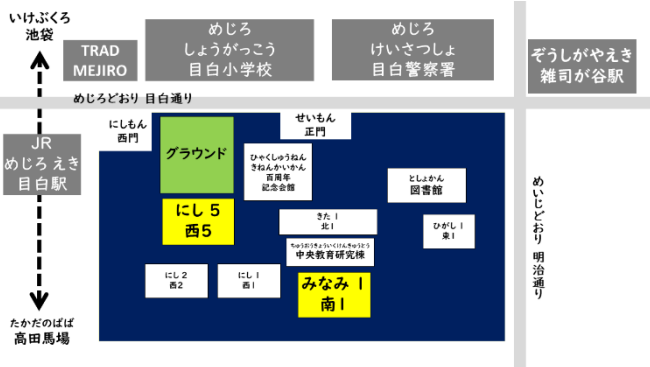 いけぶくろ
池袋
TRAD
MEJIRO
めじろ
しょうがっこう
目白小学校
めじろ
けいさつしょ
目白警察署
ぞうしがやえき
雑司が谷駅
めじろどおり 目白通り
JR
めじろ えき
目白駅
にしもん
西門
グラウンド
せいもん
正門
ひゃくしゅうねん
きねんかいかん
百周年
記念会館
としょかん
図書館
にし 5
西5
きた 1
北1
ひがし 1
東1
ちゅうおうきょういくけんきゅうとう
中央教育研究棟
にし 2
西2
にし 1
西1
みなみ 1
南1
めいじどおり 明治通り
たかだのばば
高田馬場